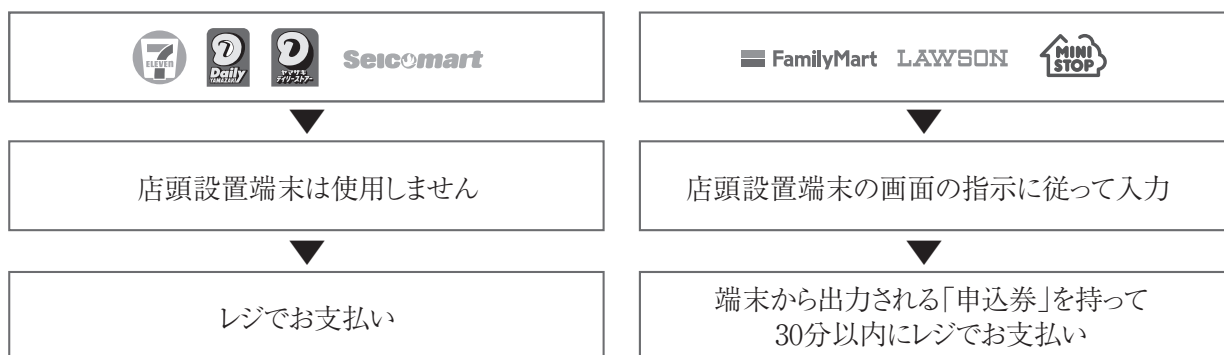 7
ELEVEN
Daily
YAMAZAKI
ヤマザキ
デイリーストアー
Seicomart
店頭設置端末は使用しません
レジでお支払い
FamilyMart
LAWSON
MINI
STOP
店頭設置端末の画面の指示に従って入力
端末から出力される「申込券」を持って
30分以内にレジでお支払い